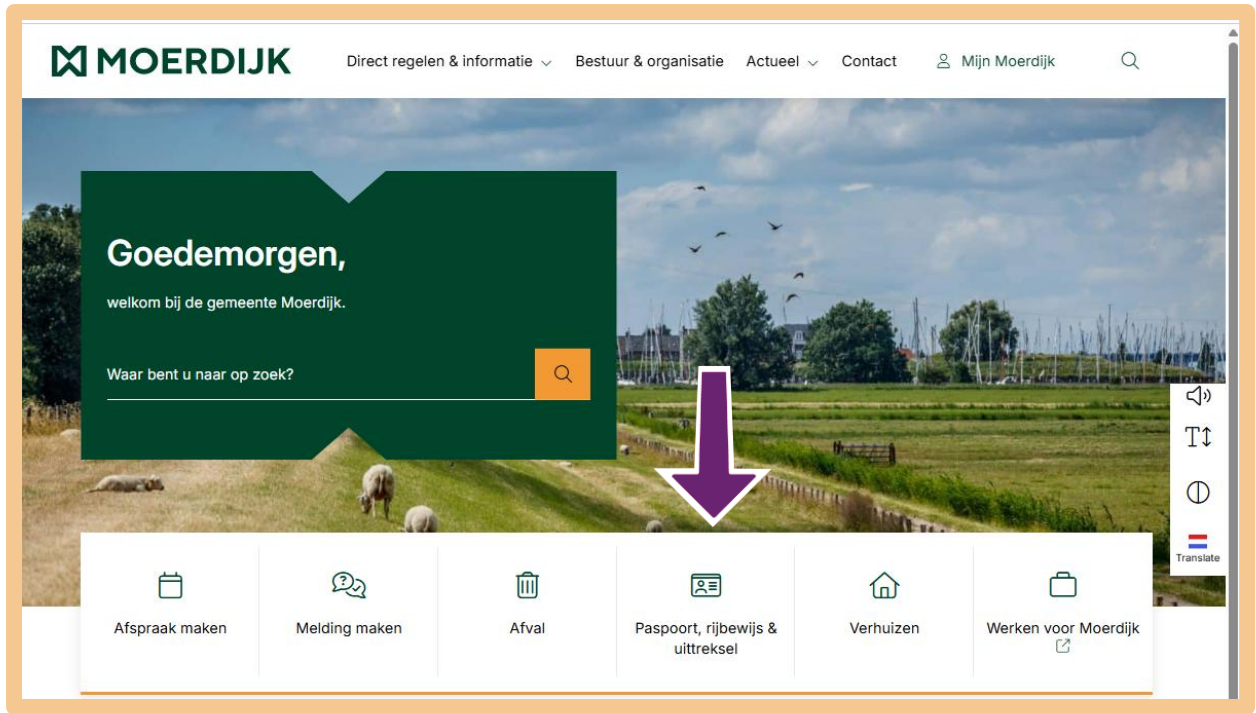 MOERDIJK
Direct regelen & informatie
Bestuur & organisatie
Actueel
Contact
Mijn Moerdijk
Goedemorgen,
welkom bij de gemeente Moerdijk.
Waar bent u naar op zoek?
T
Translate
Afspraak maken
Melding maken
Afval
Paspoort, rijbewijs &
uittreksel
Verhuizen
Werken voor Moerdijk